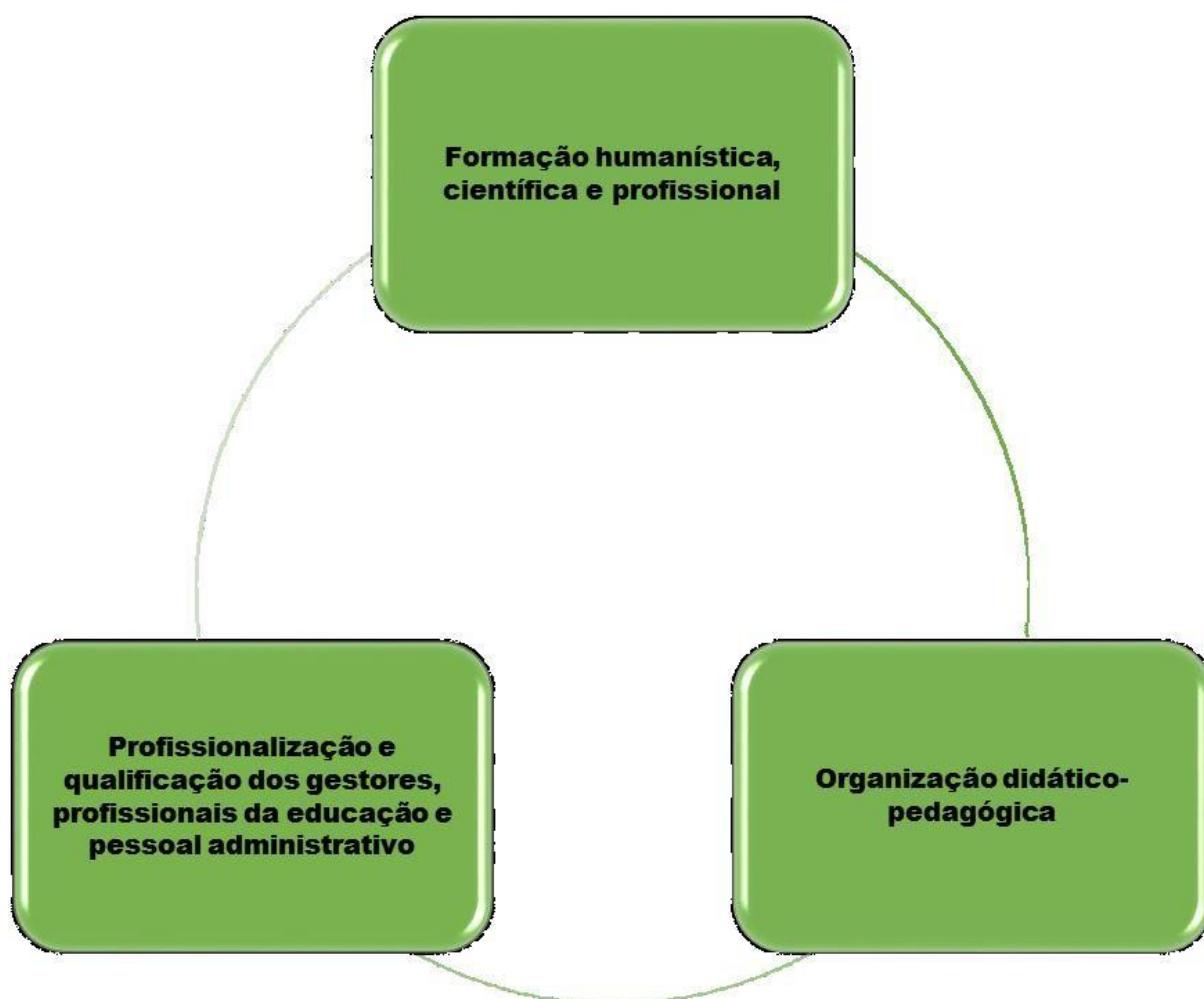 Formação humanística,
científica e profissional
Profissionalização e
qualificação dos gestores,
profissionais da educação e
pessoal administrativo
Organização didático-
pedagógica